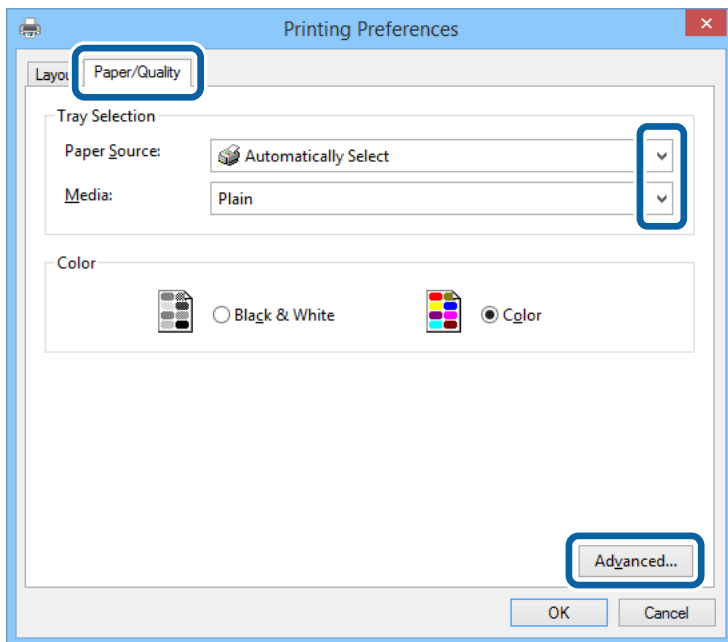 Printing Preferences
Layou Paper/Quality
Tray Selection
Paper Source: Automatically Select
Media: Plain
Color
Black & White Color
Advanced...
OK Cancel